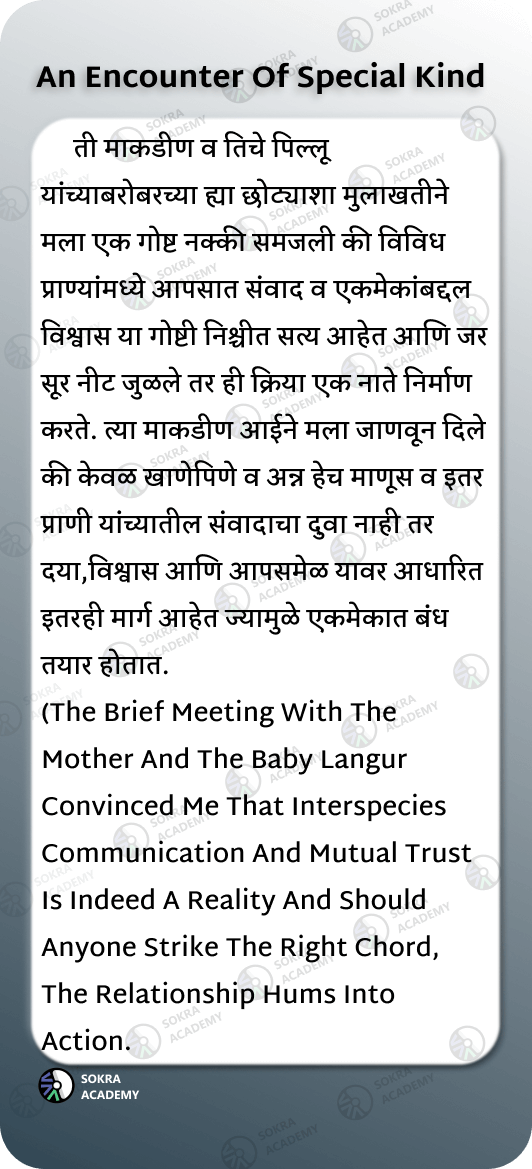 An Encounter Of Special Kind
ती माकडीण व तिचे पिल्लू
यांच्याबरोबरच्या ह्या छोट्याशा मुलाखतीने
मला एक गोष्ट नक्की समजली की विविध
प्राण्यांमध्ये आपसात संवाद व एकमेकांबद्दल
विश्वास या गोष्टी निश्चीत सत्य आहेत आणि जर
सूर नीट जुळले तर ही क्रिया एक नाते निर्माण
करते. त्या माकडीण आईने मला जाणवून दिले
की केवळ खाणेपिणे व अन्न हेच माणूस व इतर
प्राणी यांच्यातील संवादाचा दुवा नाही तर
दया,विश्वास आणि आपसमेळ यावर आधारित
इतरही मार्ग आहेत ज्यामुळे एकमेकात बंध
तयार होतात.
(The Brief Meeting With The
Mother And The Baby Langur
Convinced Me That Interspecies
Communication And Mutual Trust
Is Indeed A Reality And Should
Anyone Strike The Right Chord,
The Relationship Hums Into
Action.
SOKRA
ACADEMY